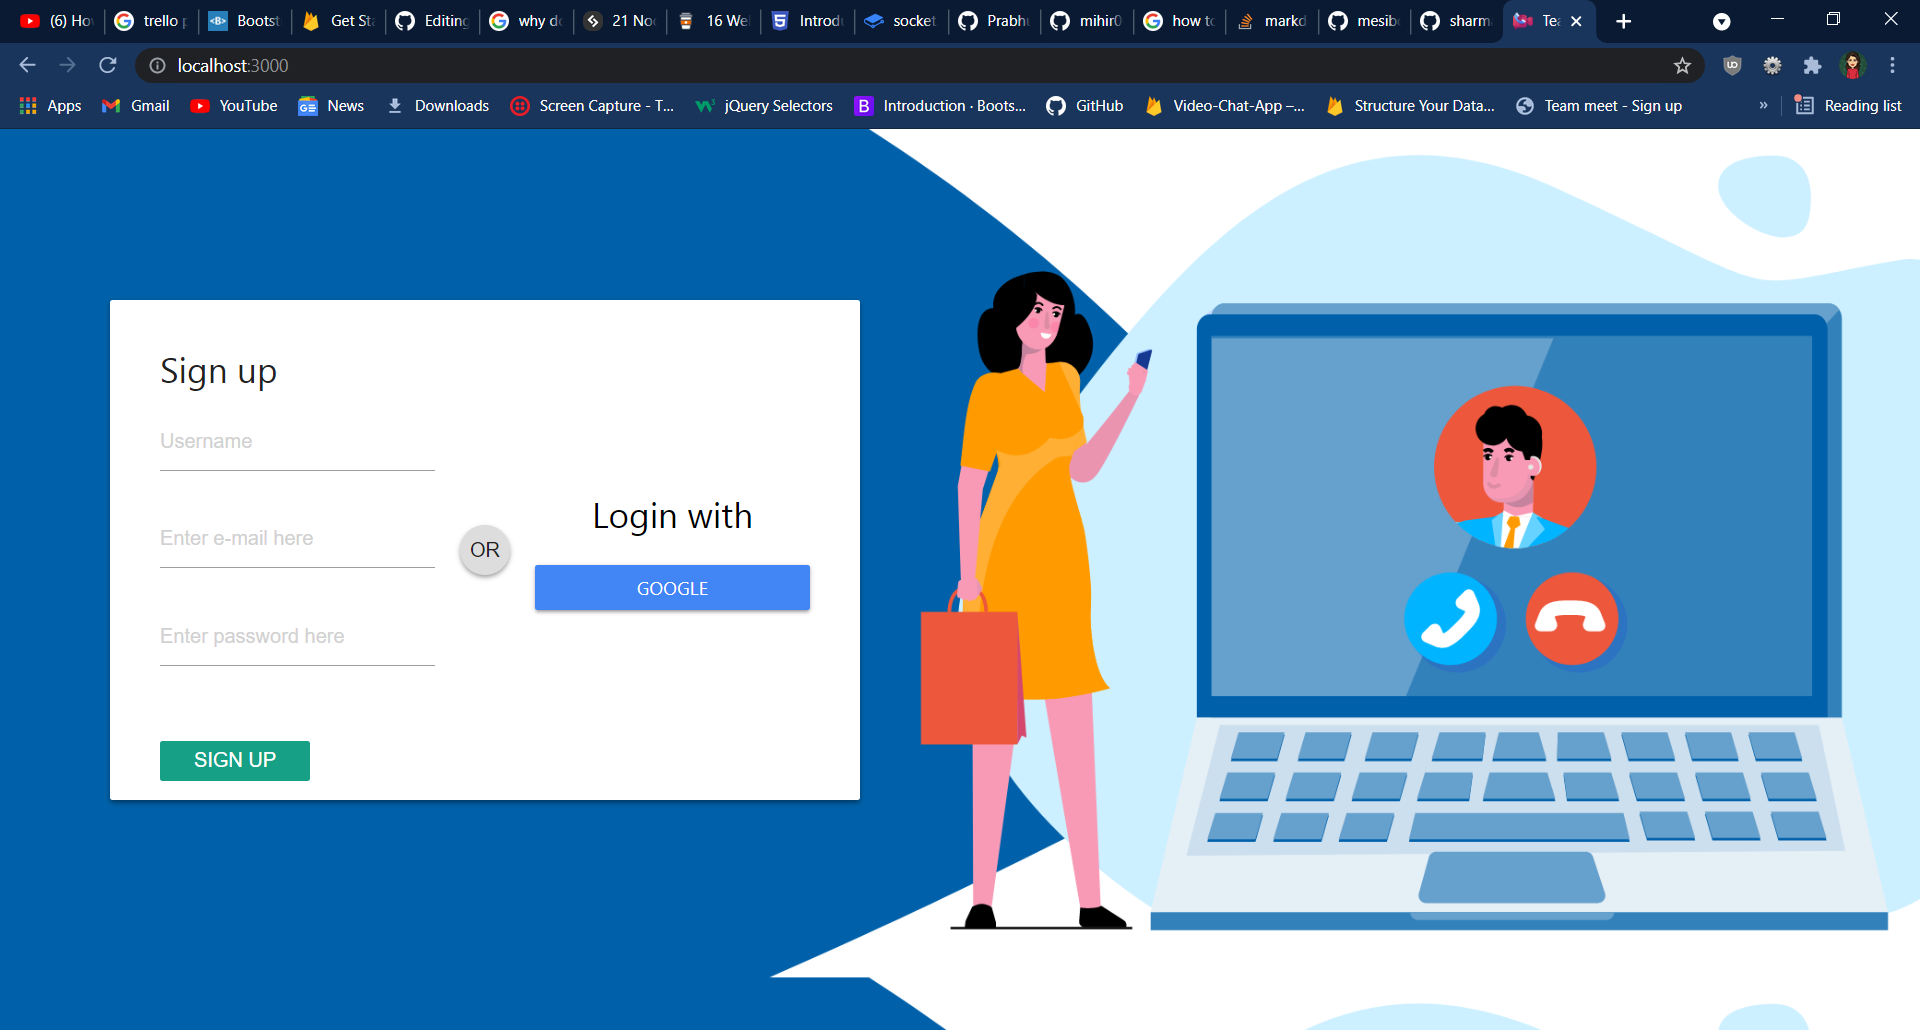 (6) Ho
trello
Bootst
Get St
Editing
why d
21 No
16 We
Introd
socket
Prabh
mihir0
how to
markd
mesib
sharm
Tea
localhost:3000
Apps
Gmail
YouTube
News
Downloads
Screen Capture - T...
jQuery Selectors
Introduction · Boots...
GitHub
Video-Chat-App –...
Structure Your Data...
Team meet - Sign up
»
Reading list
Sign up
Username
Enter e-mail here
Enter password here
SIGN UP
OR
Login with
GOOGLE